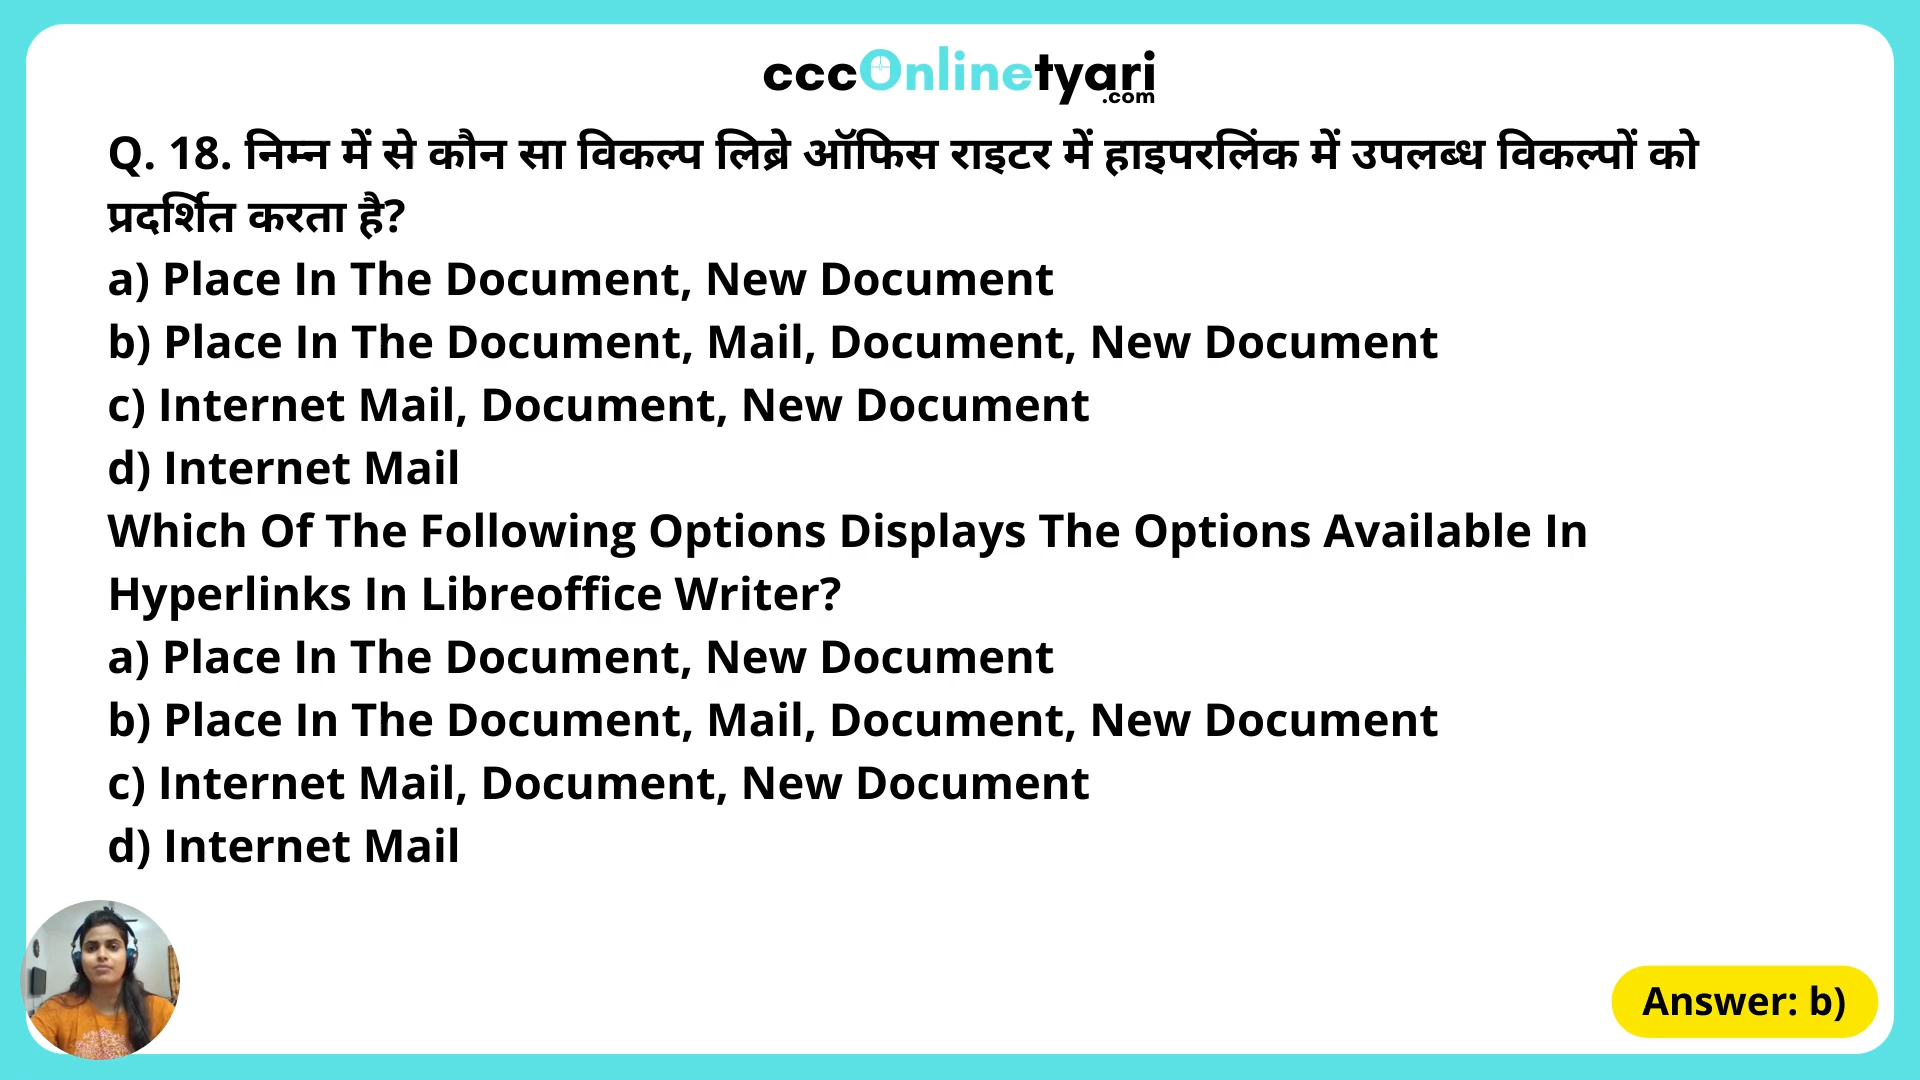 cccOnlinetyari
.com
Q. 18. निम्न में से कौन सा विकल्प लिब्रे ऑफिस राइटर में हाइपरलिंक में उपलब्ध विकल्पों को
प्रदर्शित करता है?
a) Place In The Document, New Document
b) Place In The Document, Mail, Document, New Document
c) Internet Mail, Document, New Document
d) Internet Mail
Which Of The Following Options Displays The Options Available In
Hyperlinks In Libreoffice Writer?
a) Place In The Document, New Document
b) Place In The Document, Mail, Document, New Document
c) Internet Mail, Document, New Document
d) Internet Mail
Answer: b)